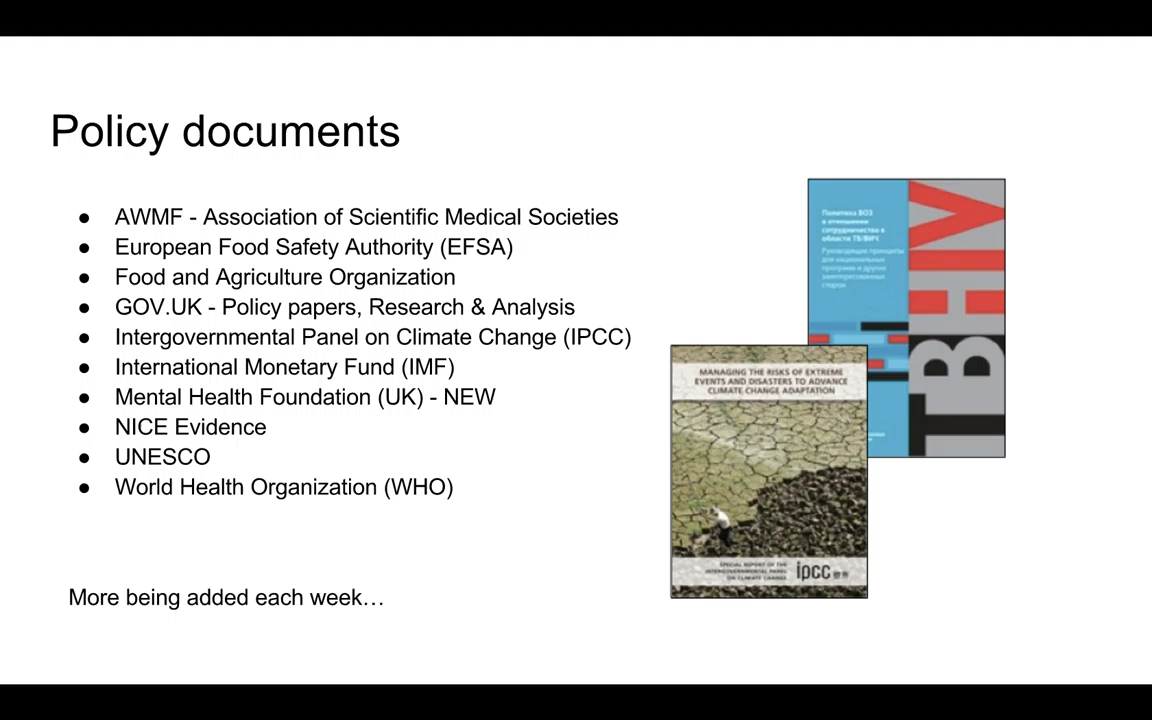 Policy documents
● AWMF - Association of Scientific Medical Societies
● European Food Safety Authority (EFSA)
● Food and Agriculture Organization
● GOV.UK - Policy papers, Research & Analysis
● Intergovernmental Panel on Climate Change (IPCC)
● International Monetary Fund (IMF)
● Mental Health Foundation (UK) - NEW
● NICE Evidence
● UNESCO
● World Health Organization (WHO)
More being added each week…
Политика ВОЗ
в отношении
сотрудничества в
области ТБ/ВИЧ
Руководящие принципы
для национальных
программ и других
заинтересованных
сторон
TBHIV
MANAGING THE RISKS OF EXTREME
EVENTS AND DISASTERS TO ADVANCE
CLIMATE CHANGE ADAPTATION
SPECIAL REPORT OF THE
INTERGOVERNMENTAL PANEL
ON CLIMATE CHANGE
ipcc